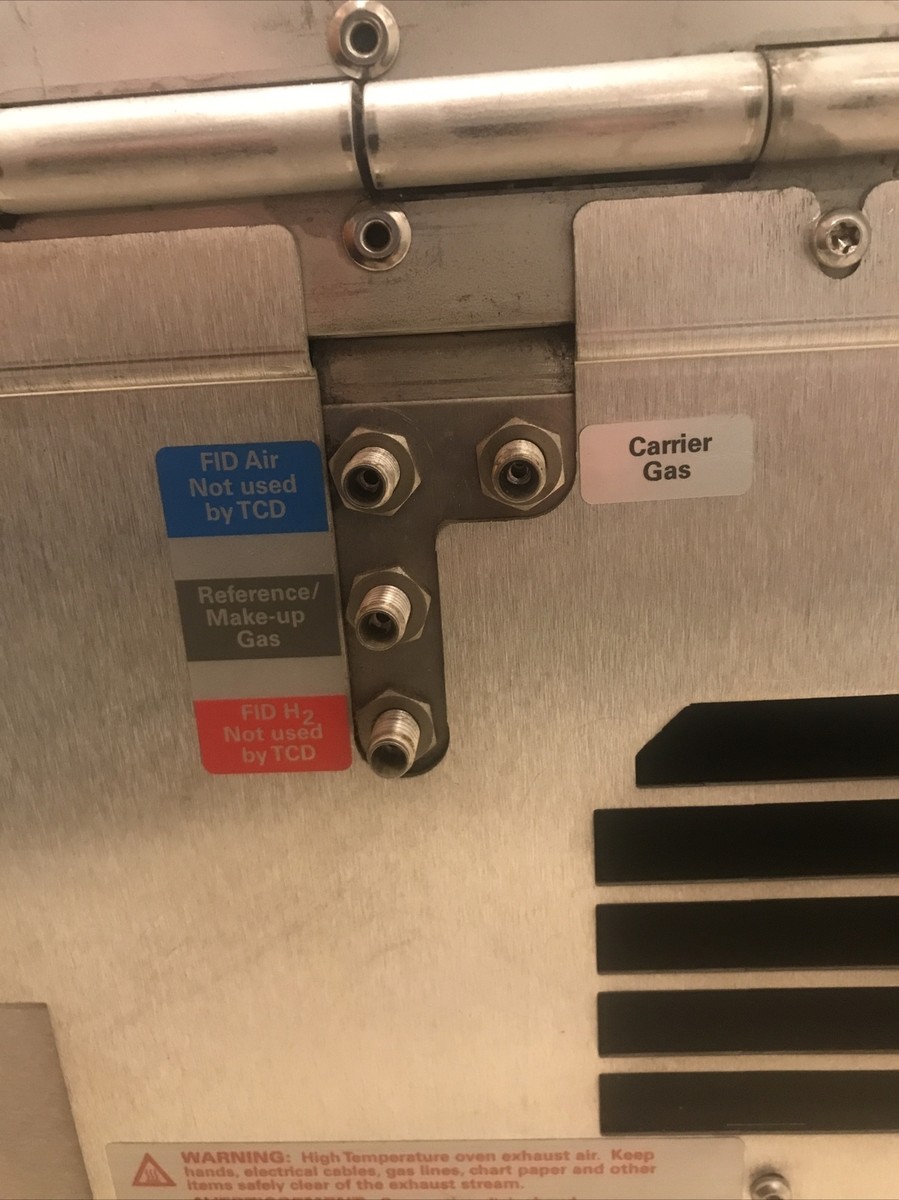 FID Air
Not used
by TCD
Carrier
Gas
Reference/
Make-up
Gas
FID H2
Not used
by TCD
WARNING: High Temperature oven exhaust air. Keep
hands, electrical cables, gas lines, chart paper and other
items safely clear of the exhaust stream.